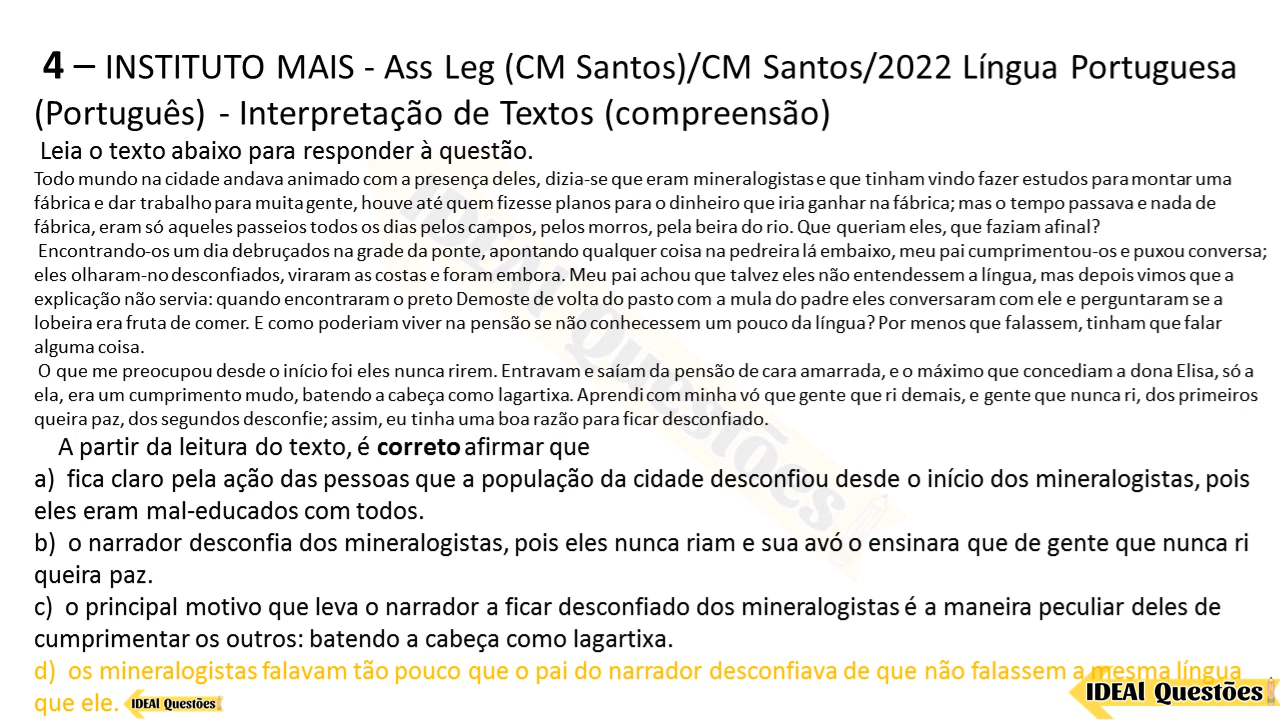 4 – INSTITUTO MAIS - Ass Leg (CM Santos)/CM Santos/2022 Língua Portuguesa
(Português) - Interpretação de Textos (compreensão)
Leia o texto abaixo para responder à questão.
Todo mundo na cidade andava animado com a presença deles, dizia-se que eram mineralogistas e que tinham vindo fazer estudos para montar uma
fábrica e dar trabalho para muita gente, houve até quem fizesse planos para o dinheiro que iria ganhar na fábrica; mas o tempo passava e nada de
fábrica, eram só aqueles passeios todos os dias pelos campos, pelos morros, pela beira do rio. Que queriam eles, que faziam afinal?
Encontrando-os um dia debruçados na grade da ponte, apontando qualquer coisa na pedreira lá embaixo, meu pai cumprimentou-os e puxou conversa;
eles olharam-no desconfiados, viraram as costas e foram embora. Meu pai achou que talvez eles não entendessem a língua, mas depois vimos que a
explicação não servia: quando encontraram o preto Demoste de volta do pasto com a mula do padre eles conversaram com ele e perguntaram se a
lobeira era fruta de comer. E como poderiam viver na pensão se não conhecessem um pouco da língua? Por menos que falassem, tinham que falar
alguma coisa.
O que me preocupou desde o início foi eles nunca rirem. Entravam e saíam da pensão de cara amarrada, e o máximo que concediam a dona Elisa, só a
ela, era um cumprimento mudo, batendo a cabeça como lagartixa. Aprendi com minha vó que gente que ri demais, e gente que nunca ri, dos primeiros
queira paz, dos segundos desconfie; assim, eu tinha uma boa razão para ficar desconfiado.
A partir da leitura do texto, é correto afirmar que
a) fica claro pela ação das pessoas que a população da cidade desconfiou desde o início dos mineralogistas, pois
eles eram mal-educados com todos.
b) o narrador desconfia dos mineralogistas, pois eles nunca riam e sua avó o ensinara que de gente que nunca ri
queira paz.
c) o principal motivo que leva o narrador a ficar desconfiado dos mineralogistas é a maneira peculiar deles de
cumprimentar os outros: batendo a cabeça como lagartixa.
d) os mineralogistas falavam tão pouco que o pai do narrador desconfiava de que não falassem a mesma língua
que ele.
IDEAl Questões
IDEAl Questões
IDEAl Questões